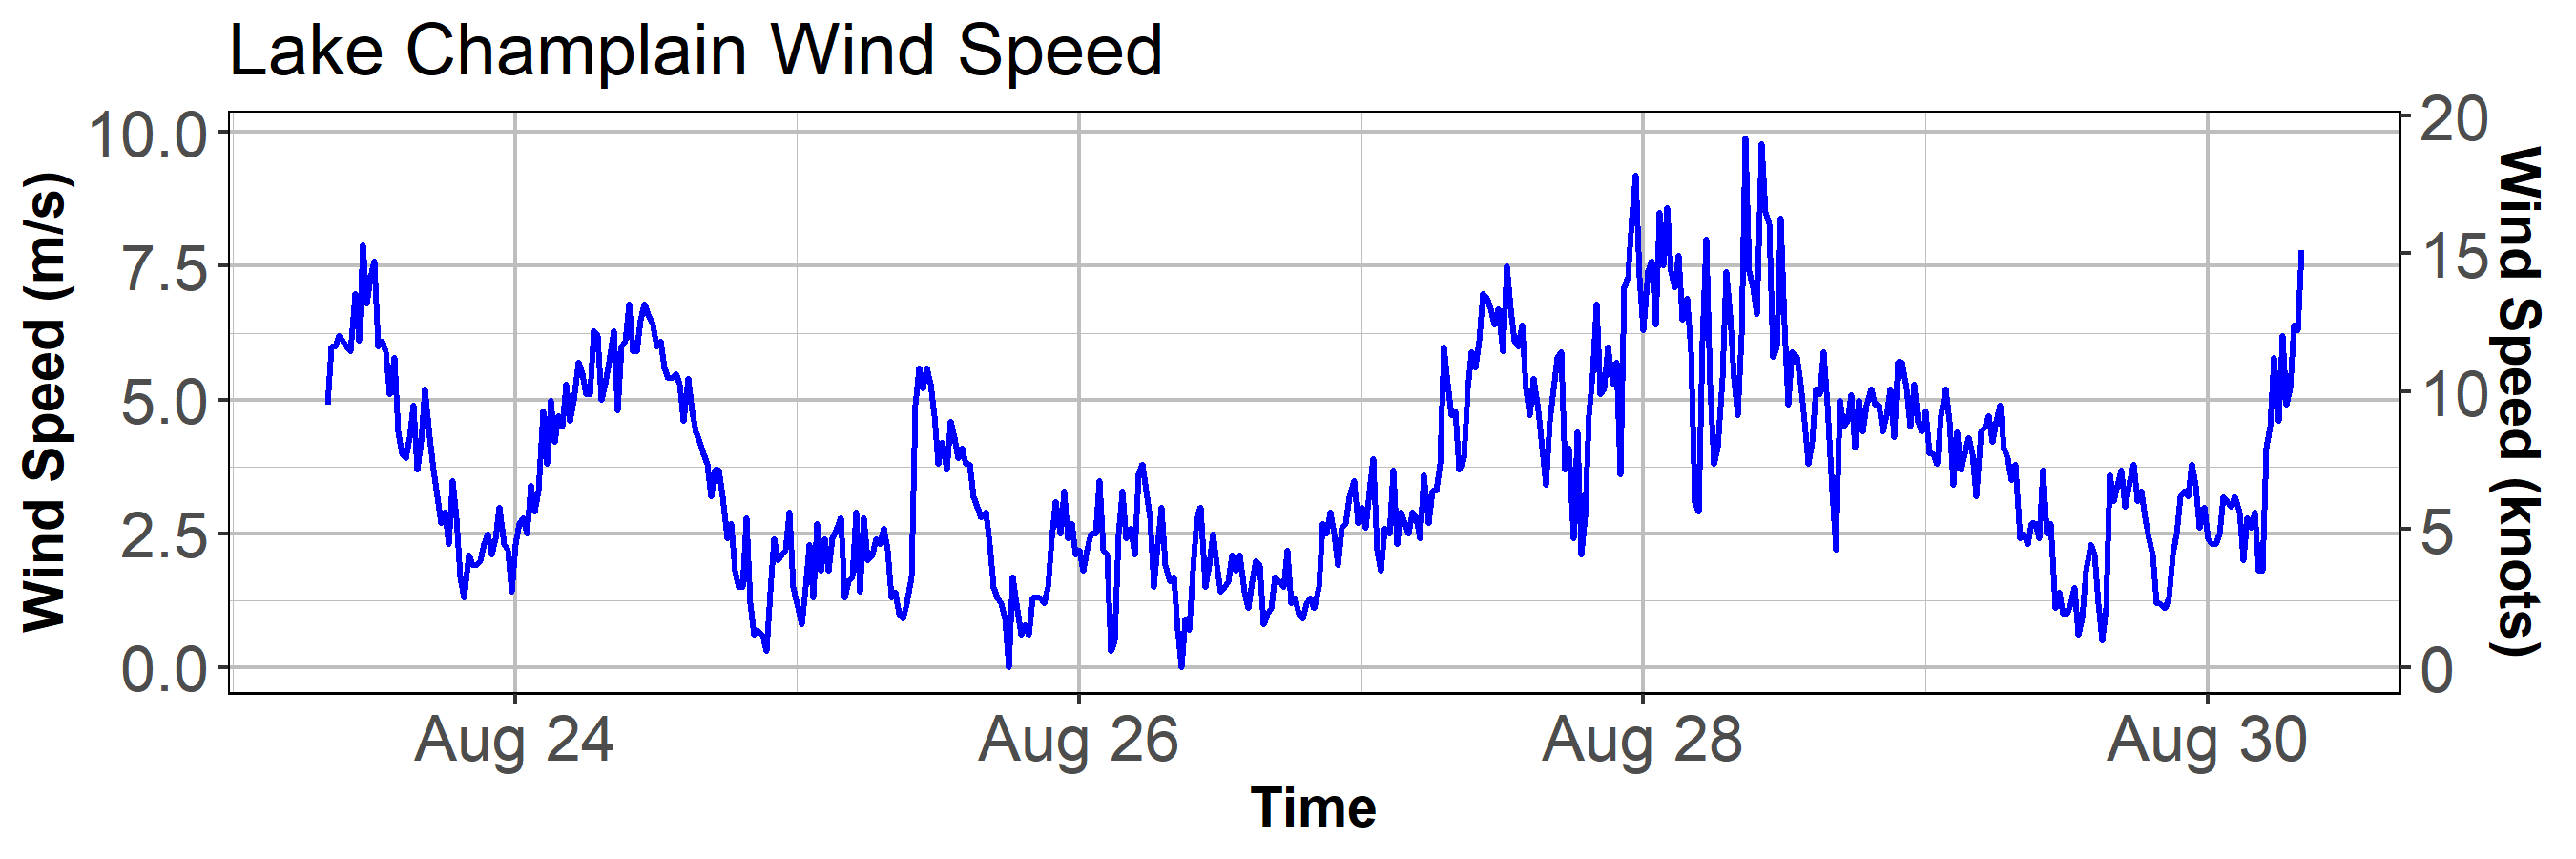 Lake Champlain Wind Speed
Wind Speed (m/s)
10.0
7.5
5.0
2.5
0.0
20
15
10
5
0
Wind Speed (knots)
Aug 24 Aug 26 Aug 28 Aug 30
Time